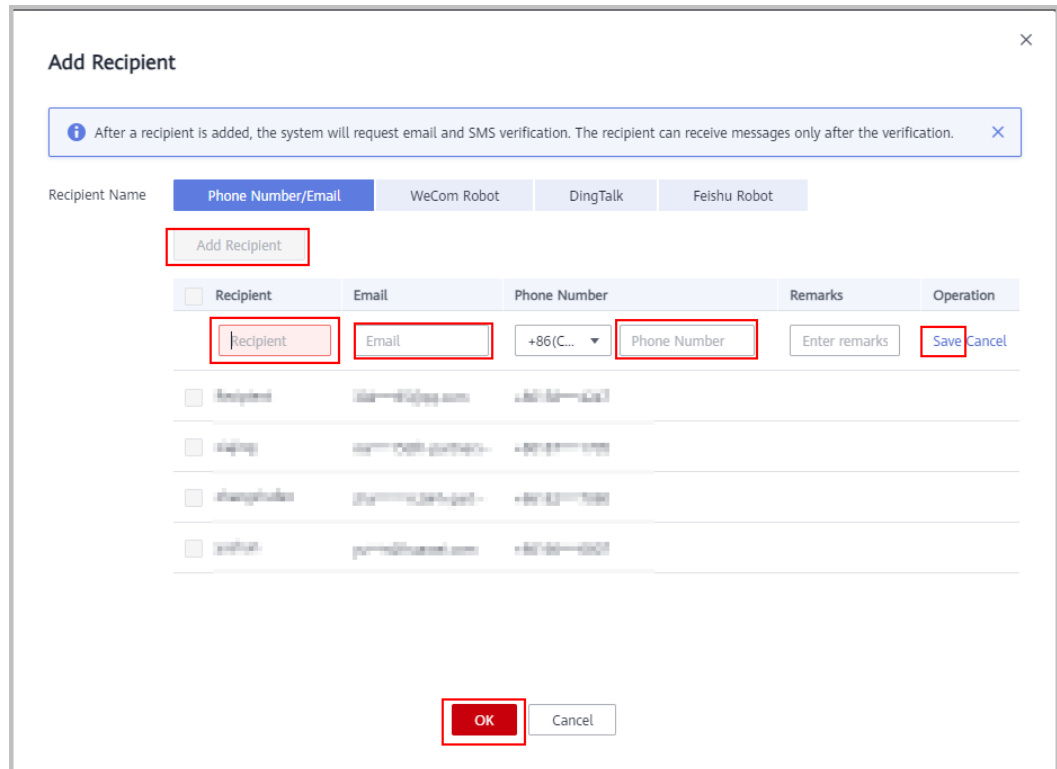 Add Recipient
After a recipient is added, the system will request email and SMS verification. The recipient can receive messages only after the verification.
Recipient Name Phone Number/Email WeCom Robot DingTalk Feishu Robot
Add Recipient
Recipient Email Phone Number Remarks Operation
Recipient Email +86(C... Phone Number Enter remarks Save Cancel
OK Cancel